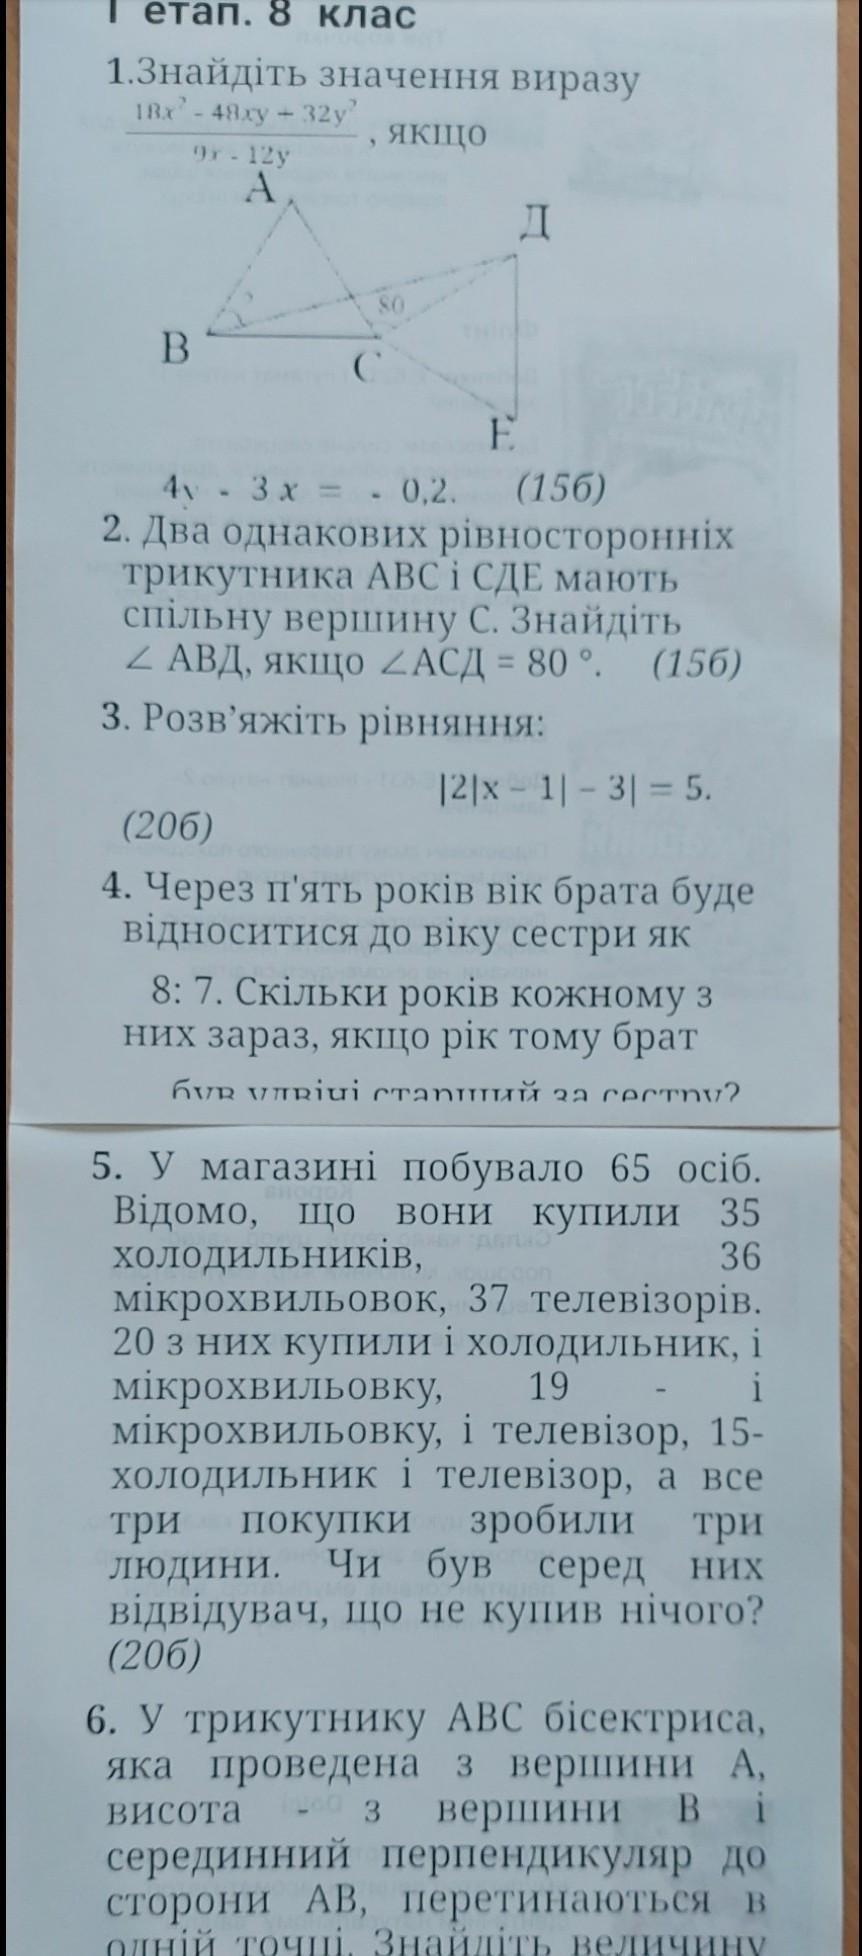 І етап. 8 клас
1.Знайдіть значення виразу
18x² - 48xy + 32y²
9x - 12y
, якщо
А
Д
80
В
С
Е
4y - 3 x = - 0,2. (15б)
2. Два однакових рівносторонніх
трикутника АВС і СДЕ мають
спільну вершину С. Знайдіть
∠ АВД, якщо ∠АСД = 80 °. (15б)
3. Розв’яжіть рівняння:
|2|x – 1| – 3| = 5.
(20б)
4. Через п'ять років вік брата буде
відноситися до віку сестри як
8: 7. Скільки років кожному з
них зараз, якщо рік тому брат
був удвічі старший за сестру?
5. У магазині побувало 65 осіб.
Відомо, що вони купили 35
холодильників, 36
мікрохвильовок, 37 телевізорів.
20 з них купили і холодильник, і
мікрохвильовку, 19 - і
мікрохвильовку, і телевізор, 15-
холодильник і телевізор, а все
три покупки зробили три
людини. Чи був серед них
відвідувач, що не купив нічого?
(20б)
6. У трикутнику АВС бісектриса,
яка проведена з вершини А,
висота - з вершини В і
серединний перпендикуляр до
сторони АВ, перетинаються в
одній точці. Знайдіть величину